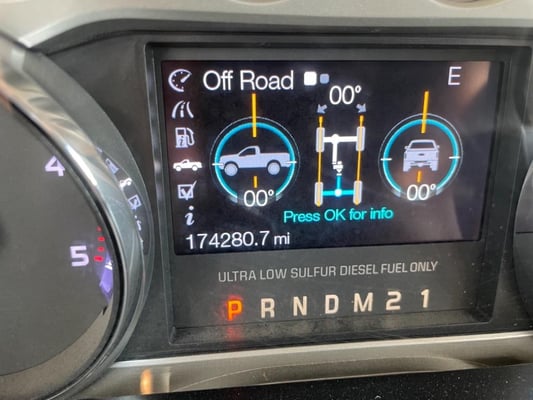 Off Road
E
00°
4
00°
00°
Press OK for info
5
174280.7 mi
ULTRA LOW SULFUR DIESEL FUEL ONLY
P R N D M 2 1